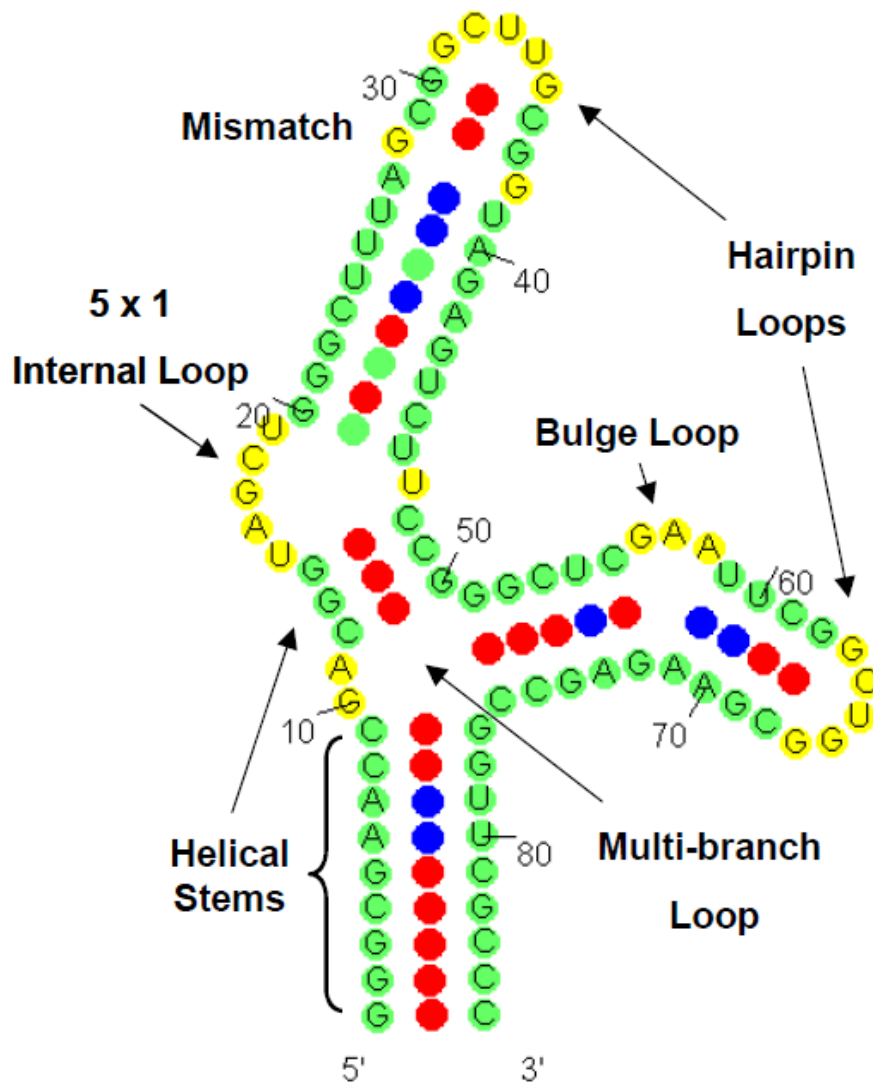 Mismatch
5 x 1
Internal Loop
Hairpin
Loops
Bulge Loop
Helical
Stems
Multi-branch
Loop
5'
G G G C G A A C C G
10
A C G G U A G C U G
20
G G C U U U A G C G
30
G C U U G C G G U A
40
G A G U C U U C C G
50
G G C U C G A A U U
60
C G G C U G G C G A
70
A G A G C C G G U U
80
C G C C C
3'